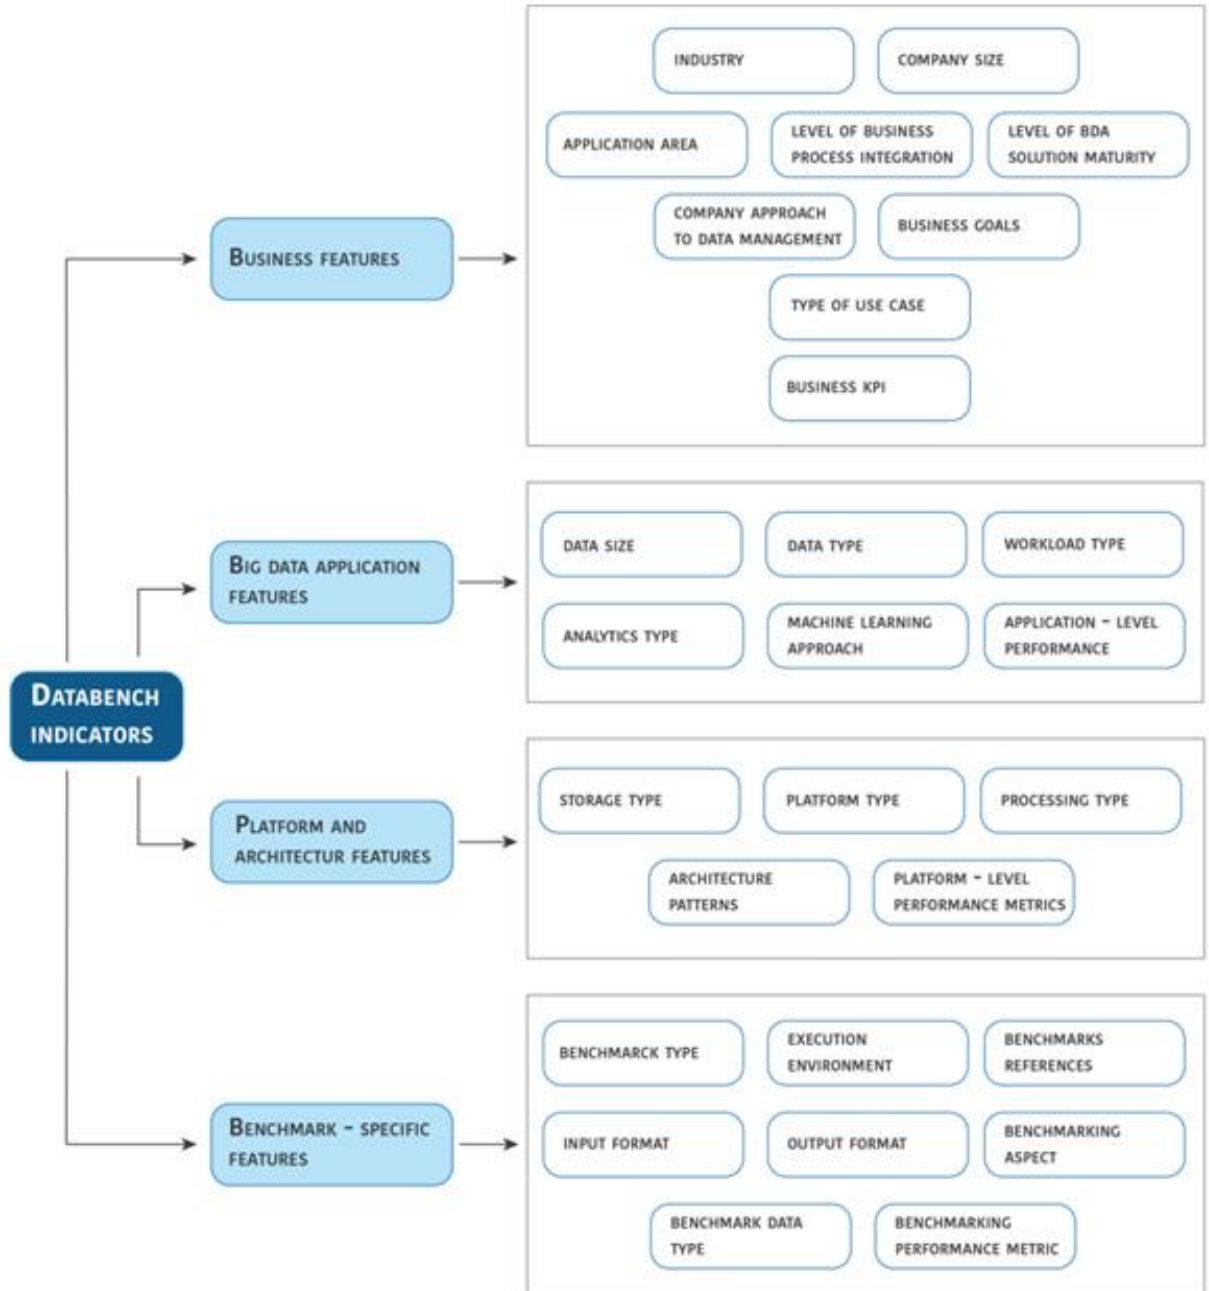 INDUSTRY
COMPANY SIZE
APPLICATION AREA
LEVEL OF BUSINESS
PROCESS INTEGRATION
LEVEL OF BDA
SOLUTION MATURITY
COMPANY APPROACH
TO DATA MANAGEMENT
BUSINESS GOALS
TYPE OF USE CASE
BUSINESS KPI
BUSINESS FEATURES
DATA SIZE
DATA TYPE
WORKLOAD TYPE
ANALYTICS TYPE
MACHINE LEARNING
APPROACH
APPLICATION - LEVEL
PERFORMANCE
BIG DATA APPLICATION
FEATURES
DATABENCH
INDICATORS
STORAGE TYPE
PLATFORM TYPE
PROCESSING TYPE
ARCHITECTURE
PATTERNS
PLATFORM - LEVEL
PERFORMANCE METRICS
PLATFORM AND
ARCHITECTUR FEATURES
BENCHMARCK TYPE
EXECUTION
ENVIRONMENT
BENCHMARKS
REFERENCES
INPUT FORMAT
OUTPUT FORMAT
BENCHMARKING
ASPECT
BENCHMARK DATA
TYPE
BENCHMARKING
PERFORMANCE METRIC
BENCHMARK - SPECIFIC
FEATURES